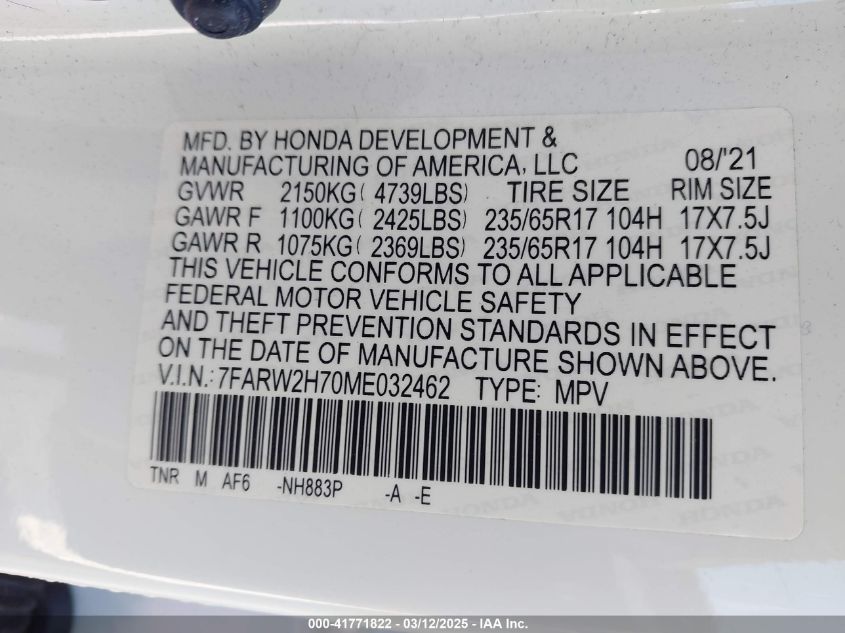 MFD. BY HONDA DEVELOPMENT &
MANUFACTURING OF AMERICA, LLC 08/'21
GVWR 2150KG( 4739LBS) TIRE SIZE RIM SIZE
GAWR F 1100KG( 2425LBS) 235/65R17 104H 17X7.5J
GAWR R 1075KG( 2369LBS) 235/65R17 104H 17X7.5J
THIS VEHICLE CONFORMS TO ALL APPLICABLE
FEDERAL MOTOR VEHICLE SAFETY
AND THEFT PREVENTION STANDARDS IN EFFECT
ON THE DATE OF MANUFACTURE SHOWN ABOVE.
V.I.N.: 7FARW2H70ME032462 TYPE: MPV
TNR M AF6 -NH883P -A -E
000-41771822 - 03/12/2025 - IAA Inc.